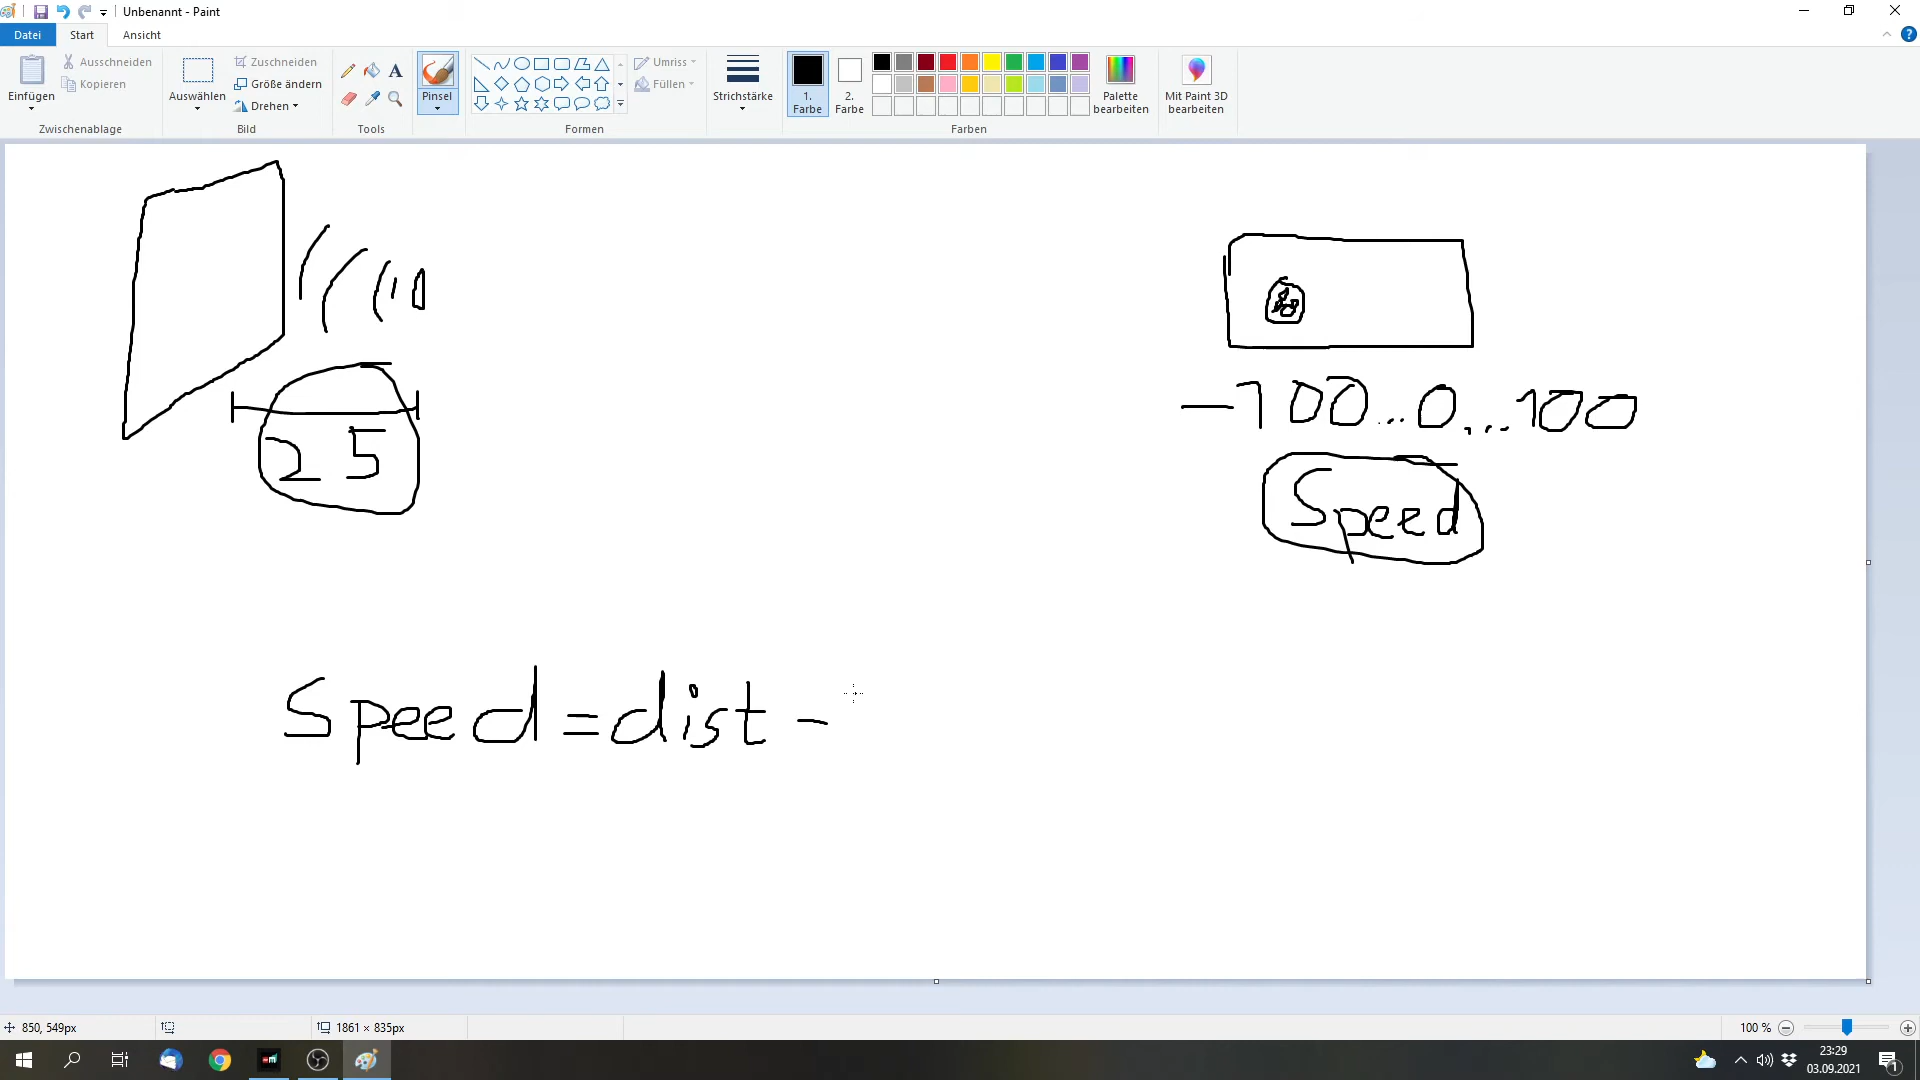 Unbenannt - Paint
Datei Start Ansicht
Einfügen
Ausschneiden
Kopieren
Zwischenablage
Auswählen
Zuschneiden
Größe ändern
Drehen
Bild
A
Tools
Pinsel
Formen
Umriss
Füllen
Strichstärke
1. Farbe
2. Farbe
Farben
Palette bearbeiten
Mit Paint 3D bearbeiten
25
-100...0...100
Speed
Speed = dist -
850, 549px
1861 × 835px
100 %
23:29
03.09.2021
1